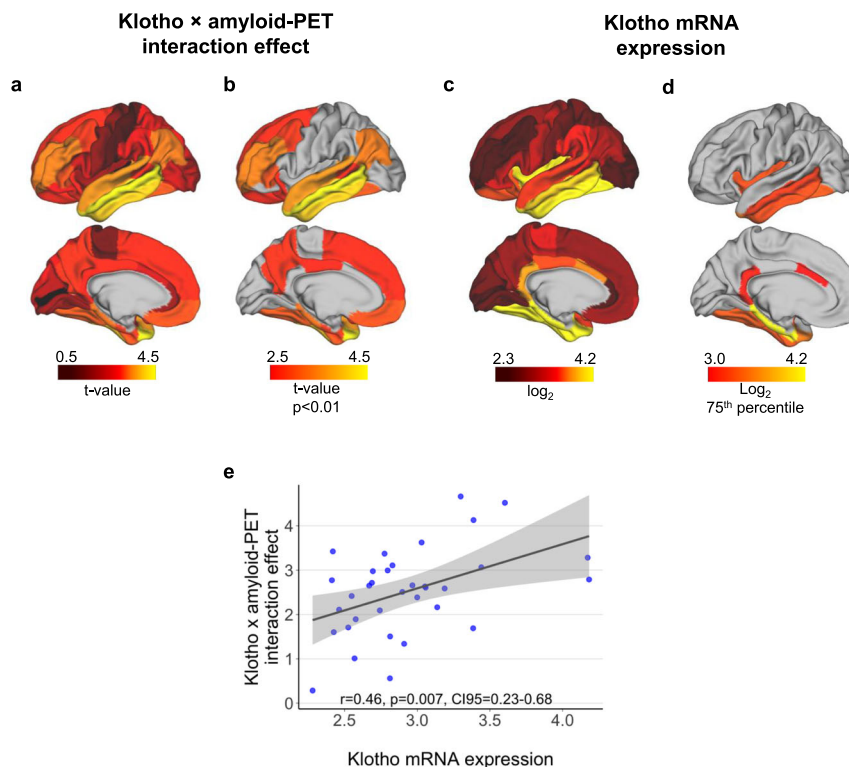 Klotho × amyloid-PET
interaction effect
Klotho mRNA
expression
a
b
c
d
0.5 4.5
t-value
2.5 4.5
t-value
p<0.01
2.3 4.2
log2
3.0 4.2
Log2
75th percentile
e
Klotho x amyloid-PET
interaction effect
4
3
2
1
0
r=0.46, p=0.007, CI95=0.23-0.68
2.5 3.0 3.5 4.0
Klotho mRNA expression